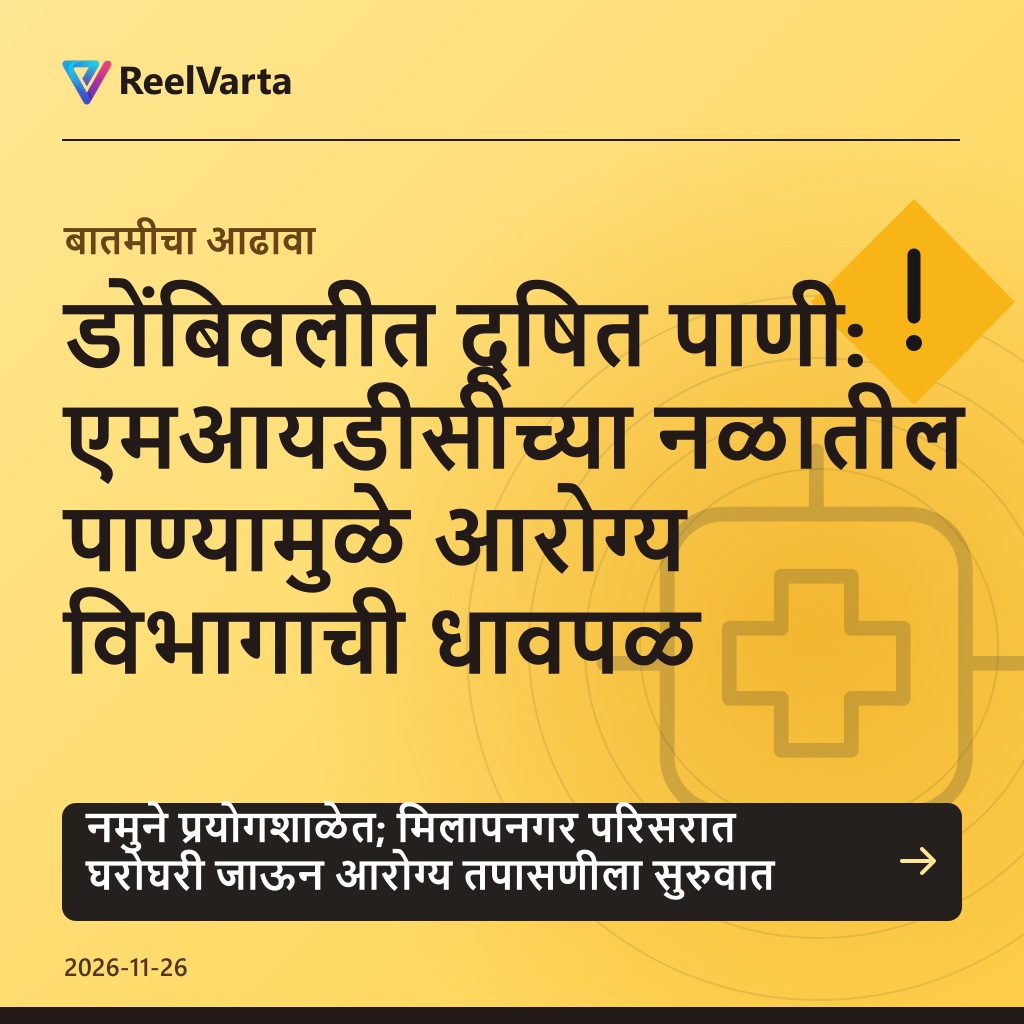 ReelVarta
बातमीचा आढावा
डोंबिवलीत दूषित पाणी:
एमआयडीसीच्या नळातील
पाण्यामुळे आरोग्य
विभागाची धावपळ
नमुने प्रयोगशाळेत; मिलापनगर परिसरात
घरोघरी जाऊन आरोग्य तपासणीला सुरुवात
2026-11-26